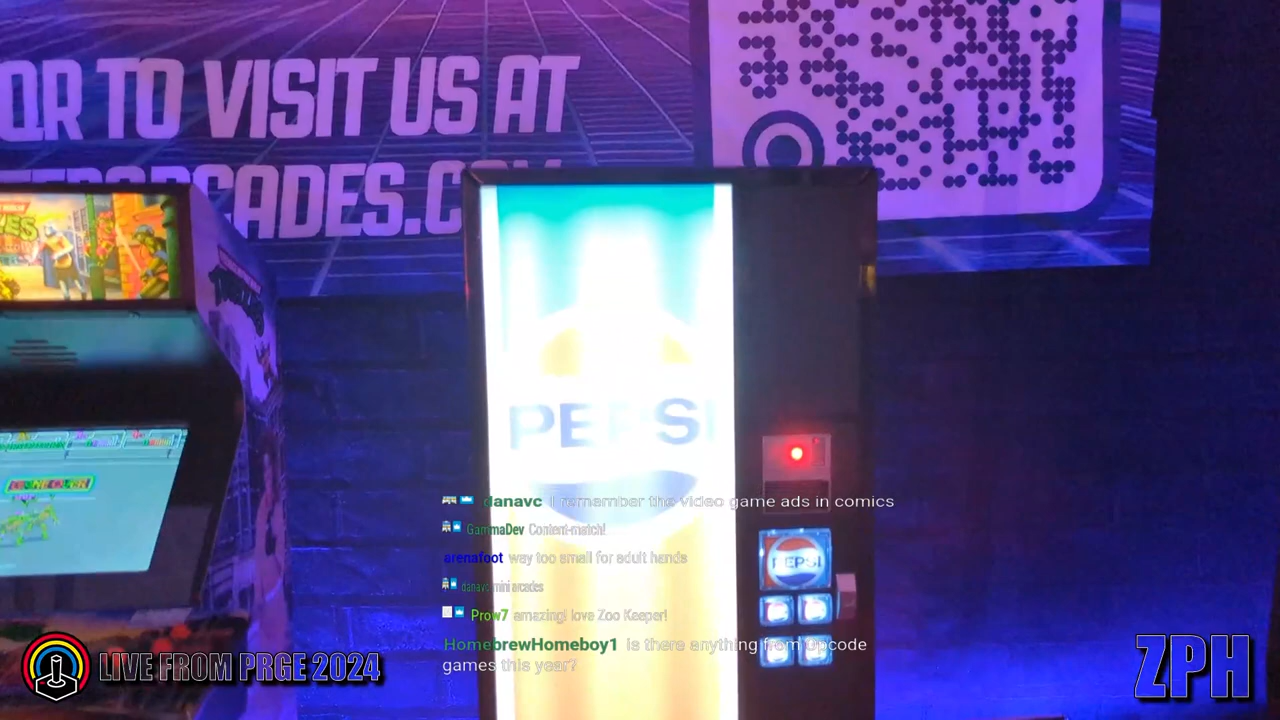 QR TO VISIT US AT
ARCADES.C
PEPSI
PEPSI
danavc I remember the video game ads in comics
GammaDev Content-match!
arenafoot way too small for adult hands
danavc mini arcades
Prow7 amazing! love Zoo Keeper!
HomebrewHomeboy1 is there anything from Opcode
games this year?
LIVE FROM PRGE 2024
ZPH